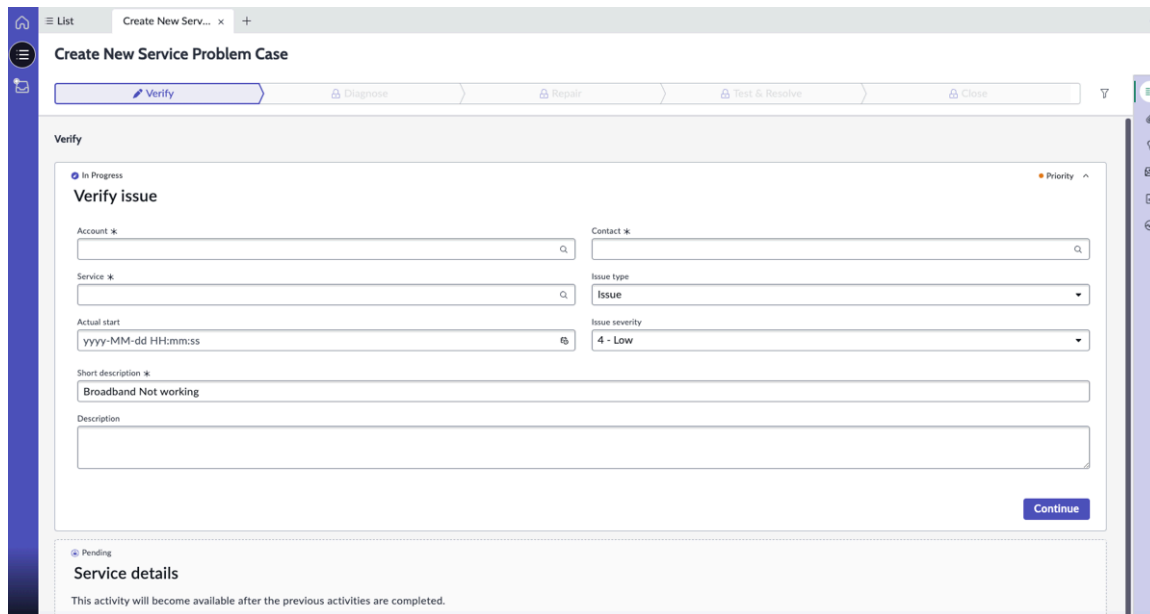 List
Create New Serv... × +
Create New Service Problem Case
Verify
Diagnose
Repair
Test & Resolve
Close
Verify
In Progress
Priority
Verify issue
Account *
Contact *
Service *
Issue type
Issue
Actual start
yyyy-MM-dd HH:mm:ss
Issue severity
4 - Low
Short description *
Broadband Not working
Description
Continue
Pending
Service details
This activity will become available after the previous activities are completed.